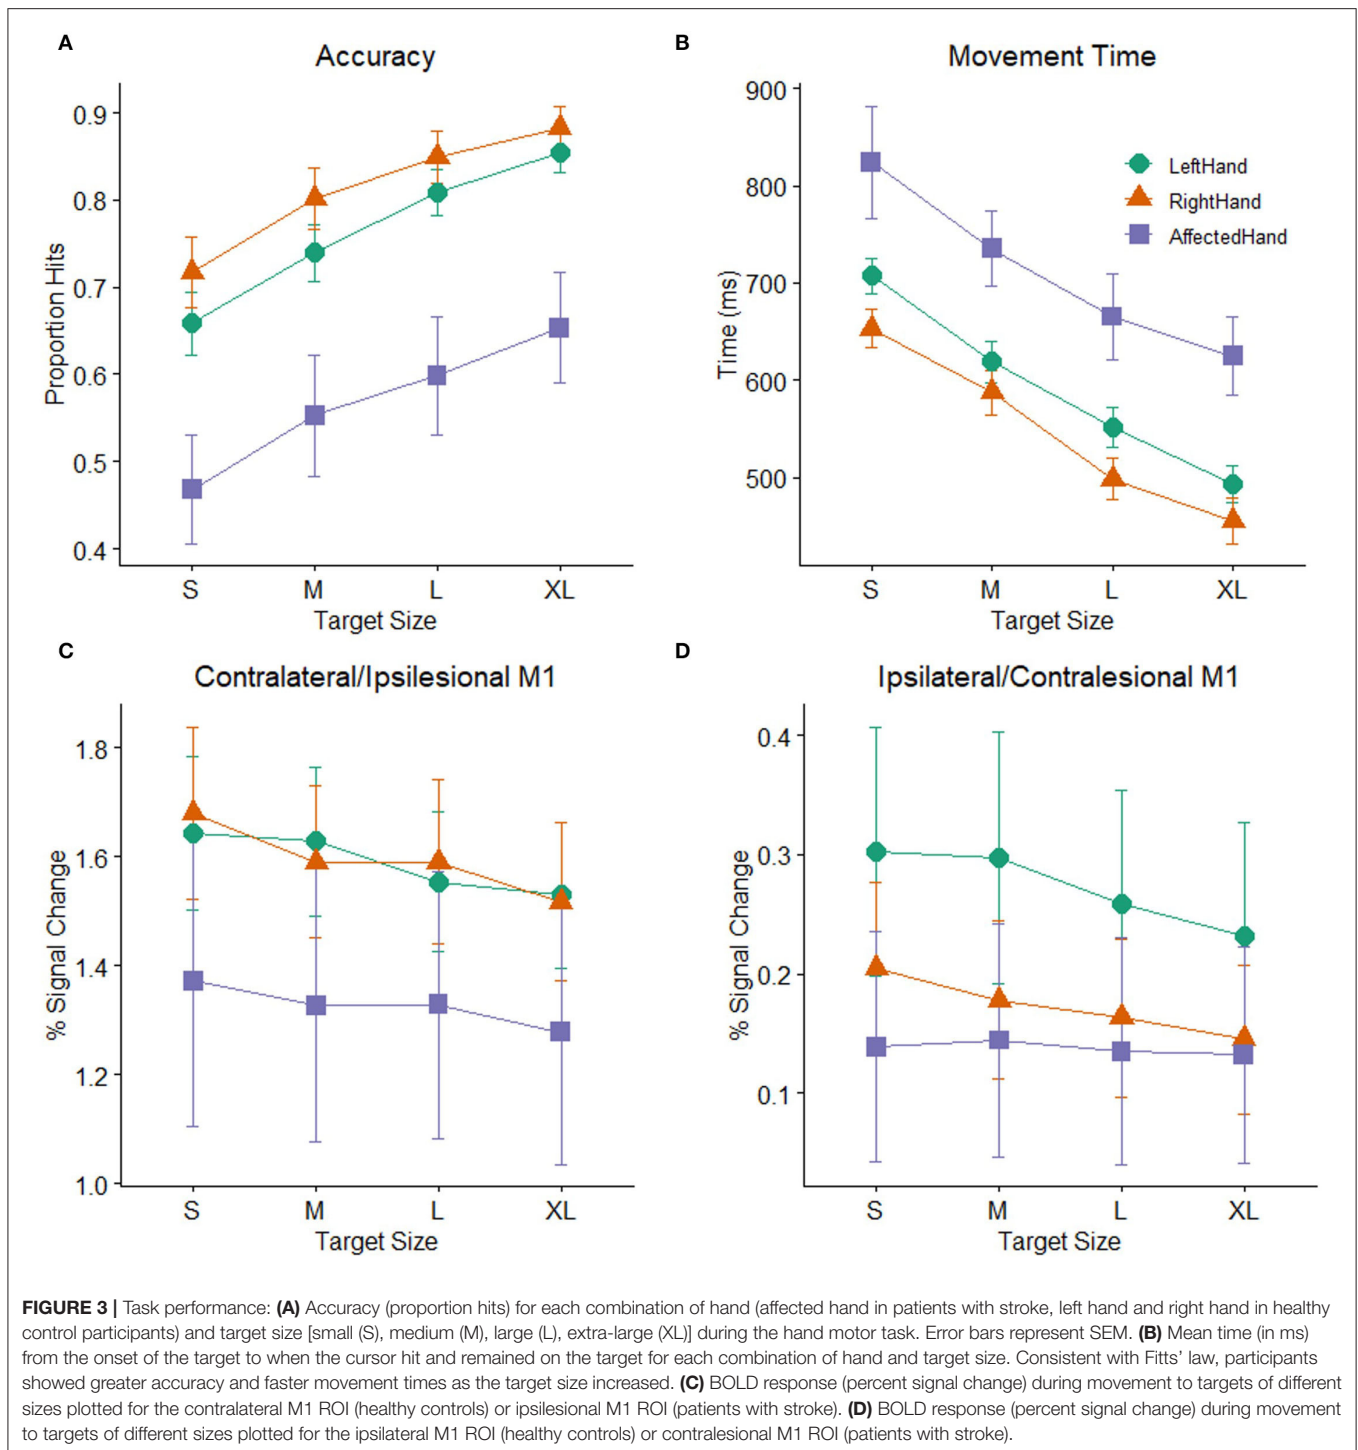 A
Accuracy
Proportion Hits
0.9
0.8
0.7
0.6
0.5
0.4
S M L XL
Target Size
B
Movement Time
Time (ms)
900
800
700
600
500
LeftHand
RightHand
AffectedHand
S M L XL
Target Size
C
Contralateral/Ipsilesional M1
% Signal Change
1.8
1.6
1.4
1.2
1.0
S M L XL
Target Size
D
Ipsilateral/Contralesional M1
% Signal Change
0.4
0.3
0.2
0.1
S M L XL
Target Size
FIGURE 3 | Task performance: (A) Accuracy (proportion hits) for each combination of hand (affected hand in patients with stroke, left hand and right hand in healthy
control participants) and target size [small (S), medium (M), large (L), extra-large (XL)] during the hand motor task. Error bars represent SEM. (B) Mean time (in ms)
from the onset of the target to when the cursor hit and remained on the target for each combination of hand and target size. Consistent with Fitts' law, participants
showed greater accuracy and faster movement times as the target size increased. (C) BOLD response (percent signal change) during movement to targets of different
sizes plotted for the contralateral M1 ROI (healthy controls) or ipsilesional M1 ROI (patients with stroke). (D) BOLD response (percent signal change) during movement
to targets of different sizes plotted for the ipsilateral M1 ROI (healthy controls) or contralesional M1 ROI (patients with stroke).